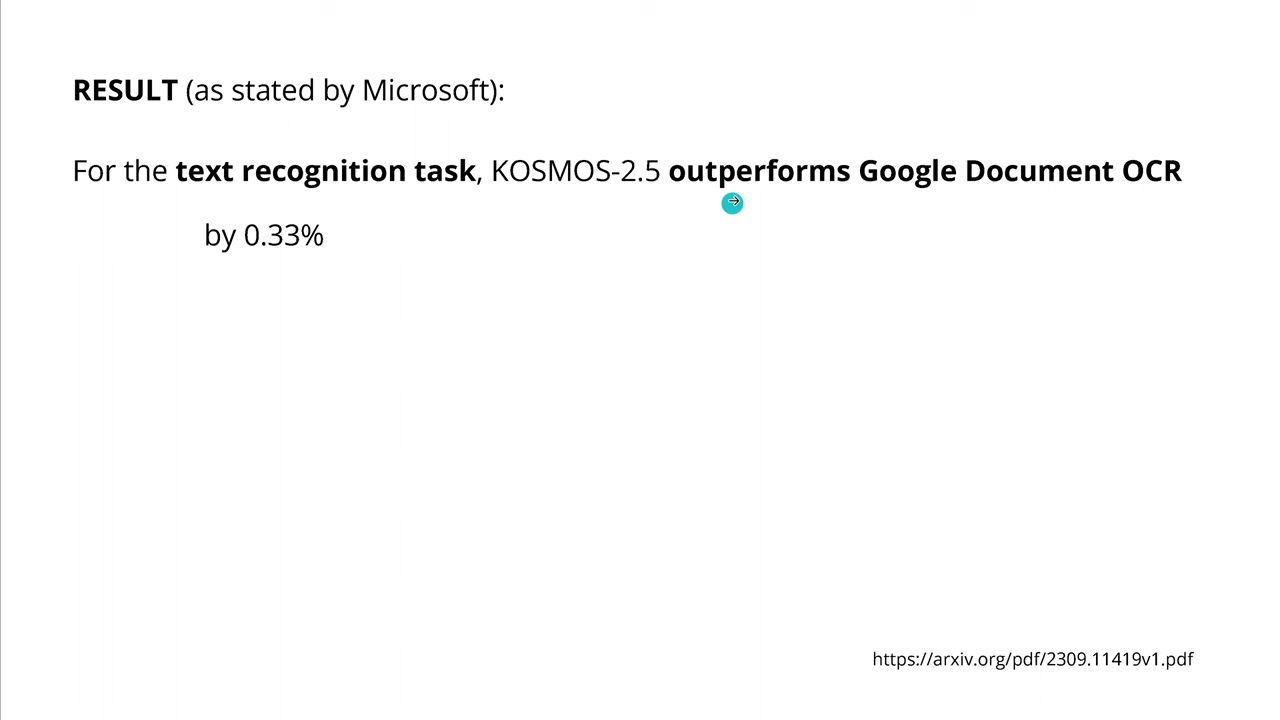 RESULT (as stated by Microsoft):
For the text recognition task, KOSMOS-2.5 outperforms Google Document OCR
by 0.33%
https://arxiv.org/pdf/2309.11419v1.pdf